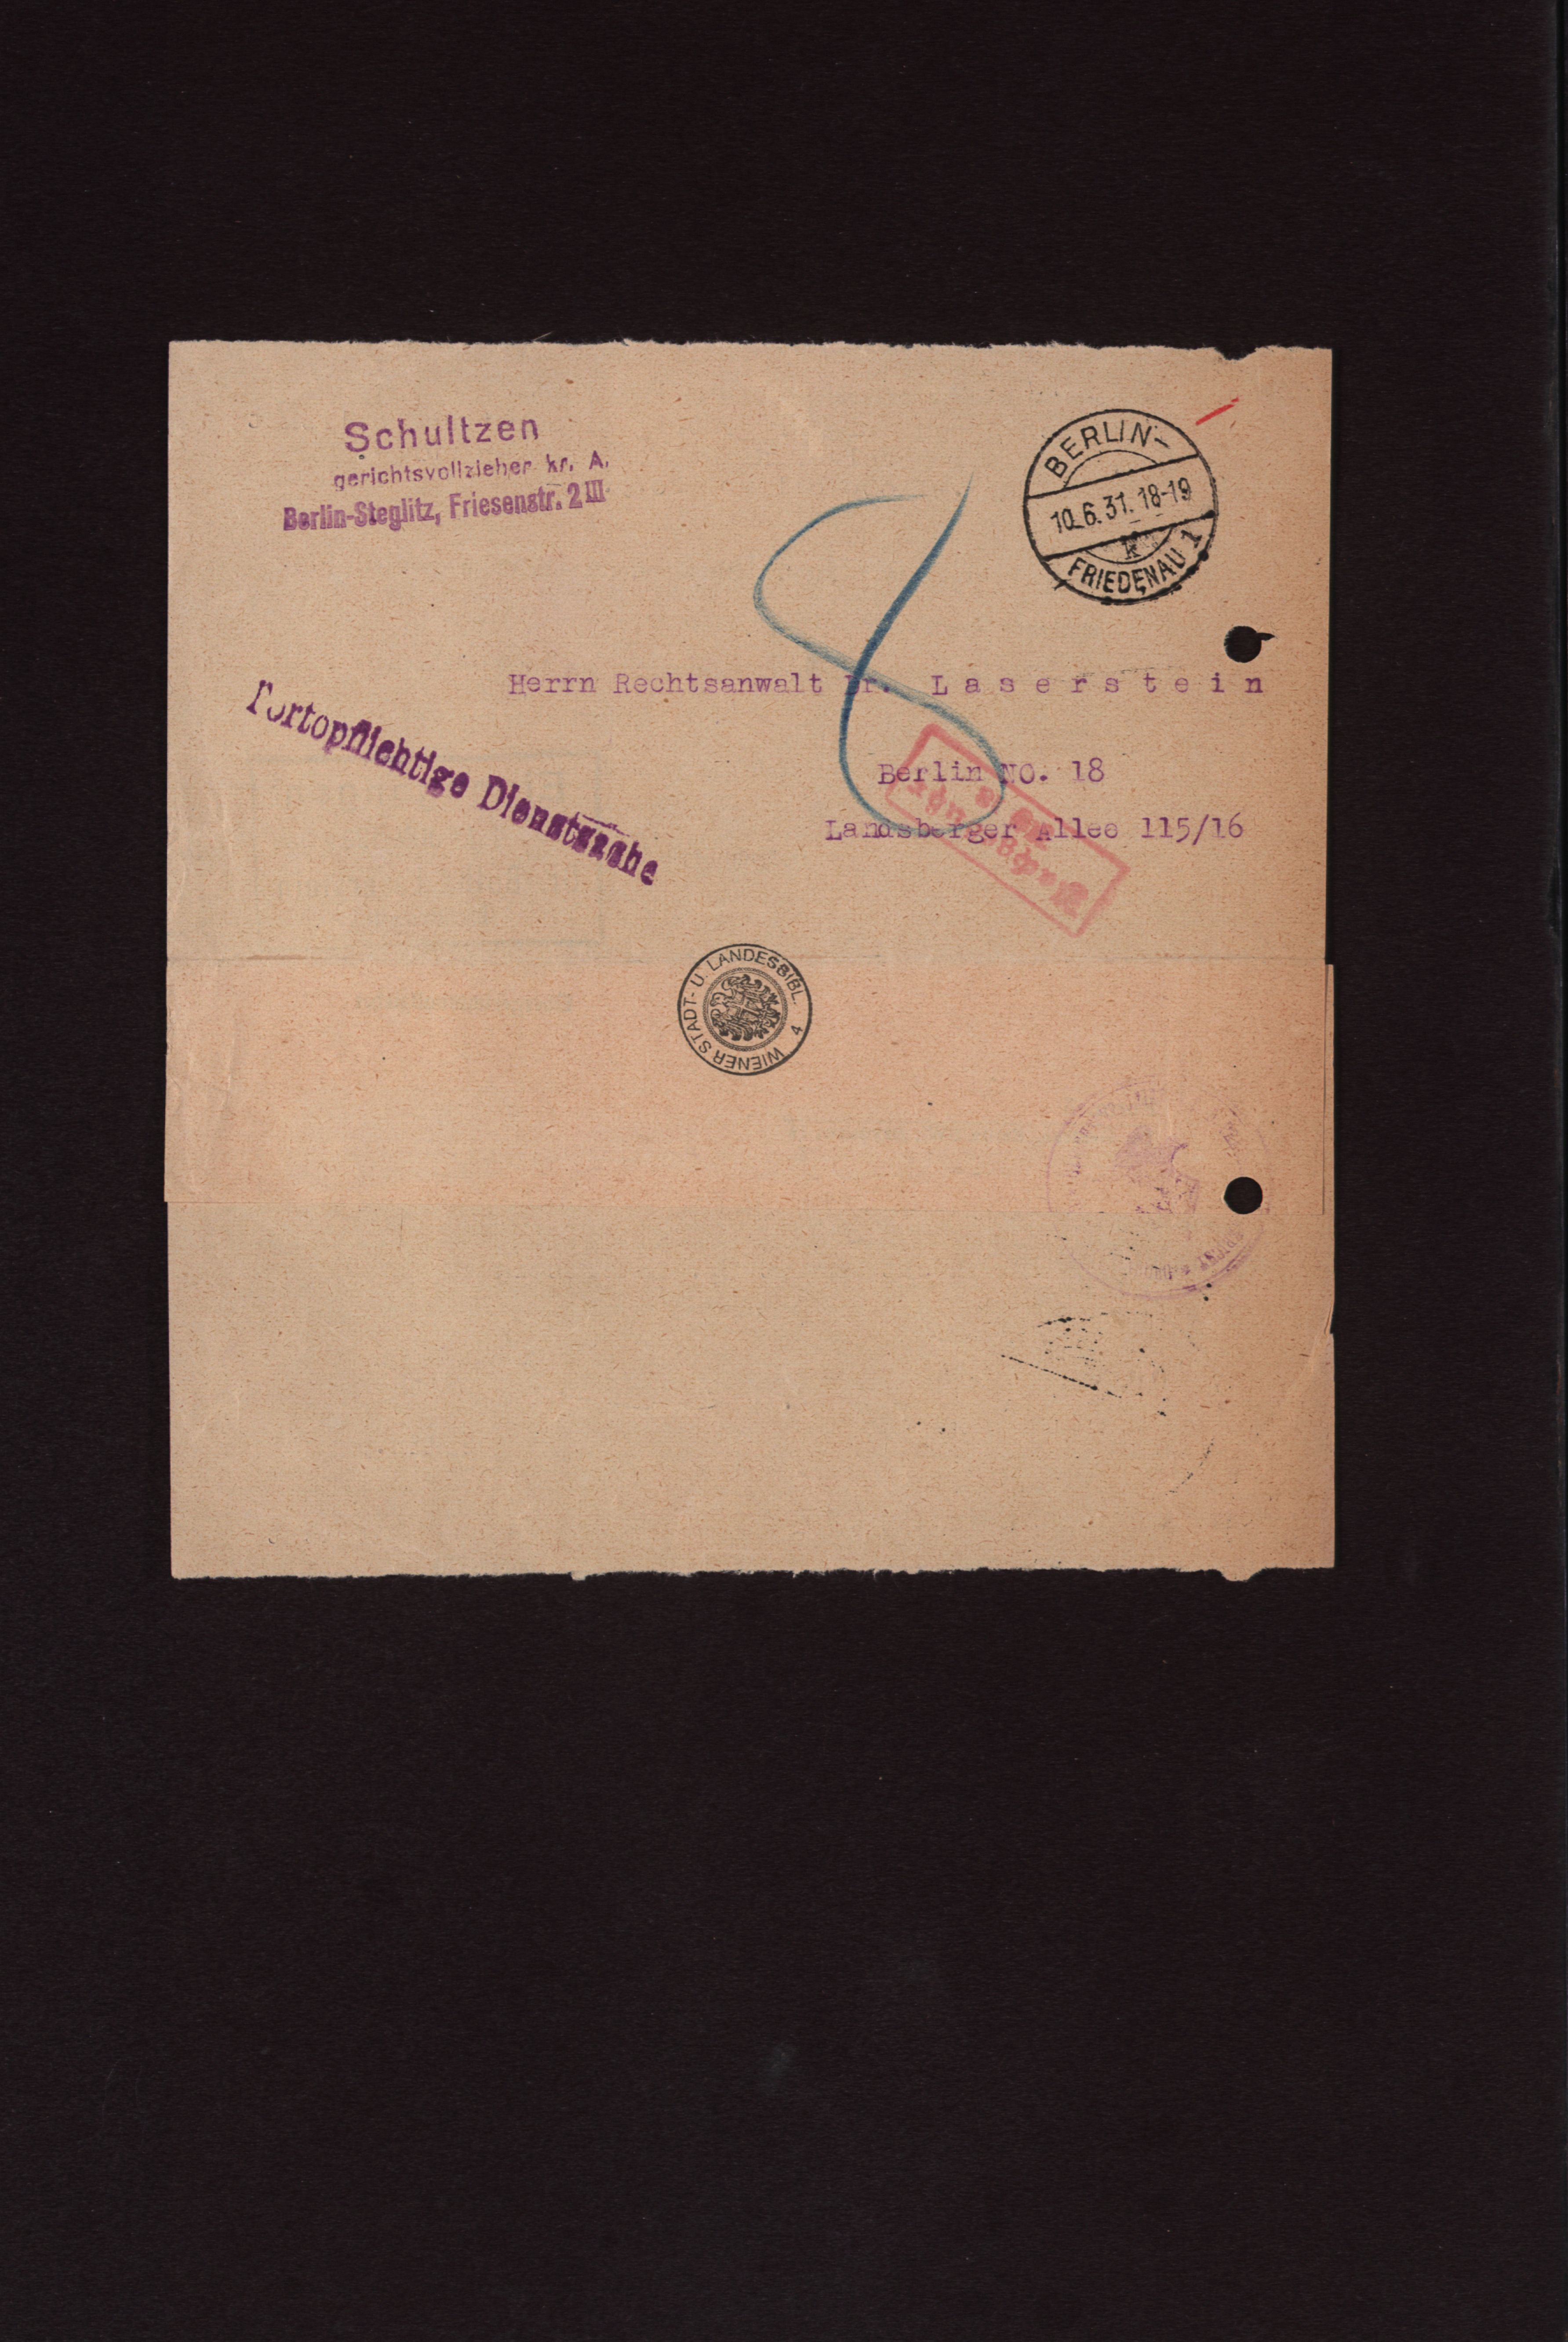 Schultzen
gerichtsvollzieher kr. A.
Berlin-Steglitz, Friesenstr. 2 III
BERLIN-
10.6.31. 18-19
k
FRIEDENAU 1
8
Herrn Rechtsanwalt Dr. Laserstein
Portopflichtige Dienstsache
Berlin NO. 18
Landsberger Allee 115/16
WIENER STADT- U. LANDESBIBL. 4